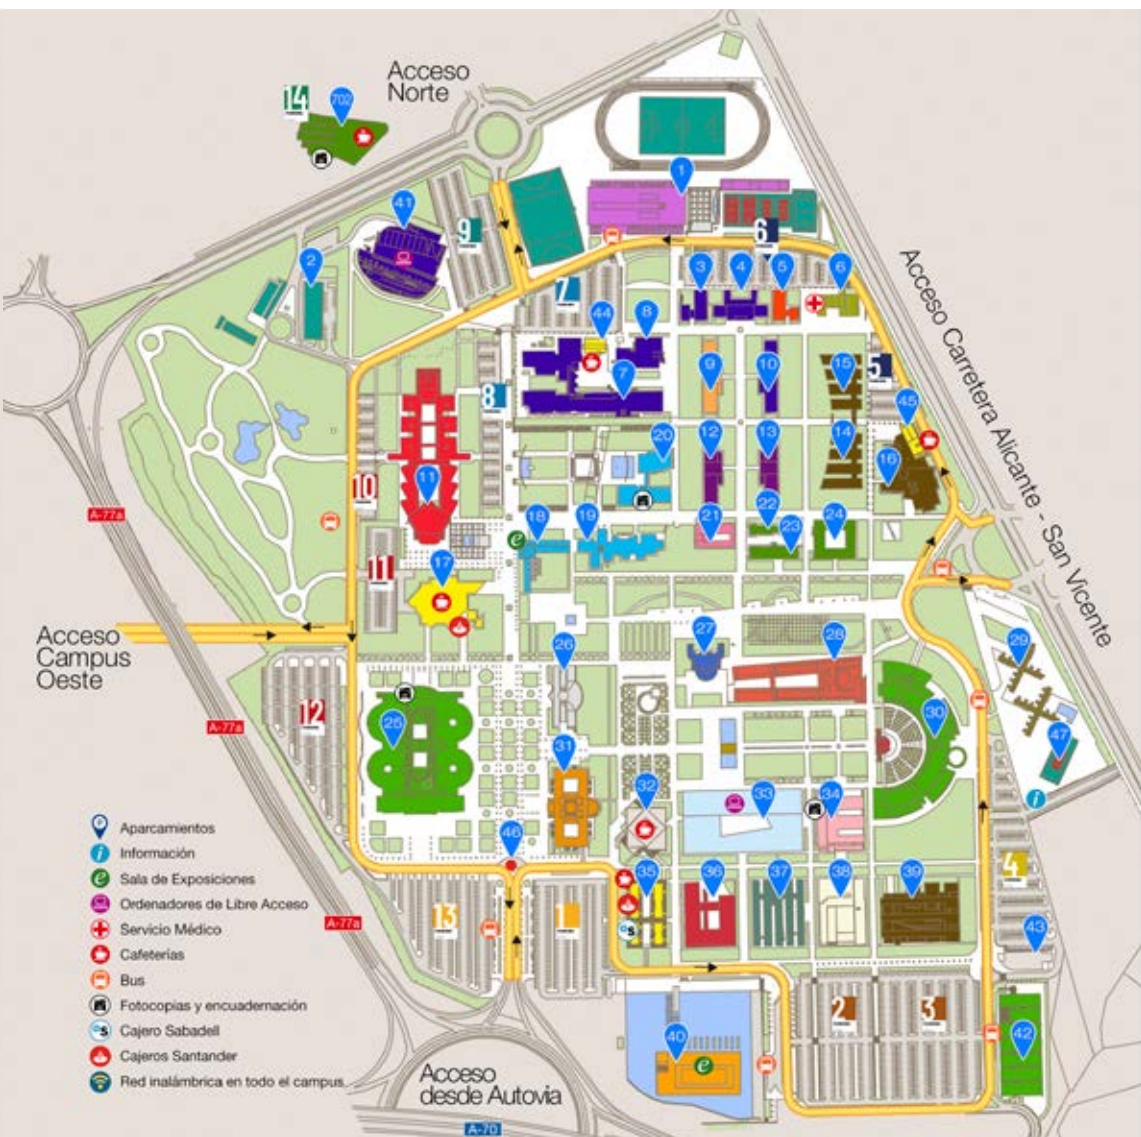 Acceso
Norte
14
702
1
41
9
6
2
7
3
4
5
6
44
8
Acceso Carretera Alicante - San Vicente
8
7
9
10
15
5
45
20
12
13
14
16
10
11
A-77a
18
19
21
22
23
24
e
11
17
Acceso
Campus
Oeste
26
27
28
29
12
25
30
A-77a
31
47
32
33
34
i
46
P Aparcamientos
i Información
e Sala de Exposiciones
Ordenadores de Libre Acceso
Servicio Médico
Cafeterías
Bus
Fotocopias y encuadernación
S Cajero Sabadell
Cajeros Santander
Red inalámbrica en todo el campus.
4
35
36
37
38
39
13
1
A-77a
S
43
2
3
40
42
e
Acceso
desde Autovia
A-70